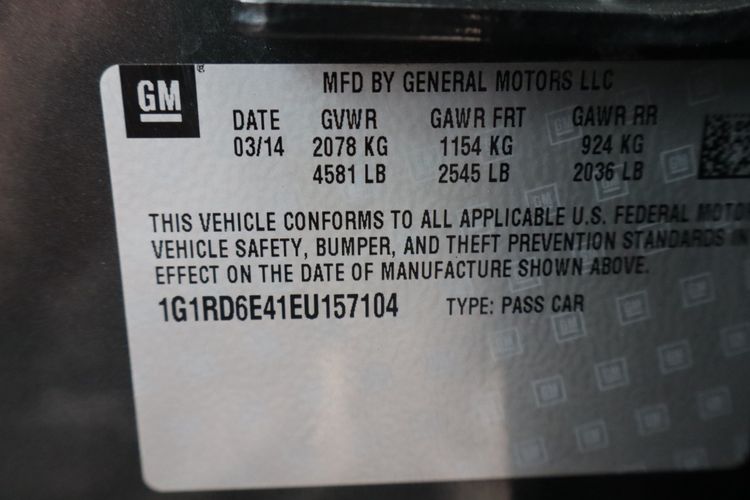 GM
MFD BY GENERAL MOTORS LLC
DATE GVWR GAWR FRT GAWR RR
03/14 2078 KG 1154 KG 924 KG
4581 LB 2545 LB 2036 LB
THIS VEHICLE CONFORMS TO ALL APPLICABLE U.S. FEDERAL MOTO
VEHICLE SAFETY, BUMPER, AND THEFT PREVENTION STANDARDS IN
EFFECT ON THE DATE OF MANUFACTURE SHOWN ABOVE.
1G1RD6E41EU157104 TYPE: PASS CAR